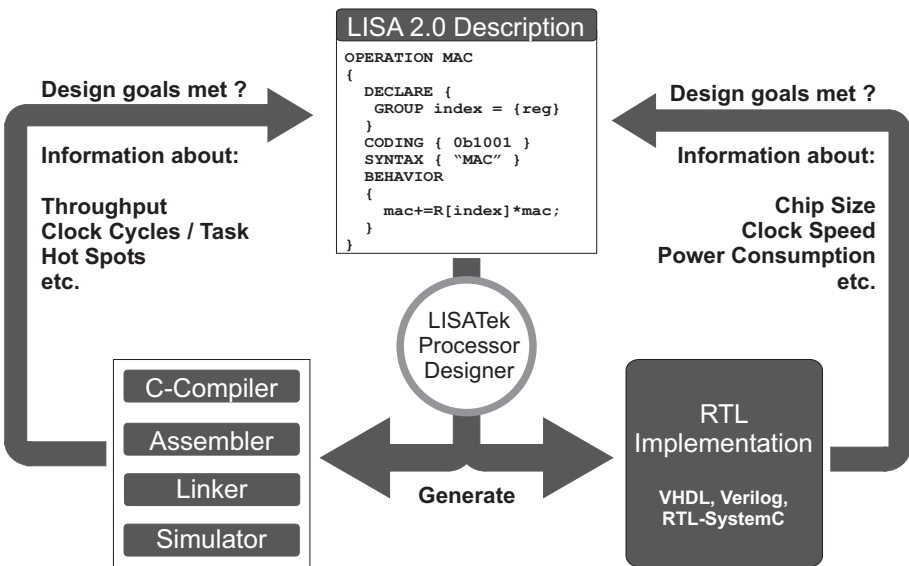 LISA 2.0 Description
OPERATION MAC
{
DECLARE {
GROUP index = {reg}
}
CODING { 0b1001 }
SYNTAX { “MAC” }
BEHAVIOR
{
mac+=R[index]*mac;
}
}
Design goals met ?
Information about:
Throughput
Clock Cycles / Task
Hot Spots
etc.
Design goals met ?
Information about:
Chip Size
Clock Speed
Power Consumption
etc.
LISATek
Processor
Designer
Generate
C-Compiler
Assembler
Linker
Simulator
RTL
Implementation
VHDL, Verilog,
RTL-SystemC